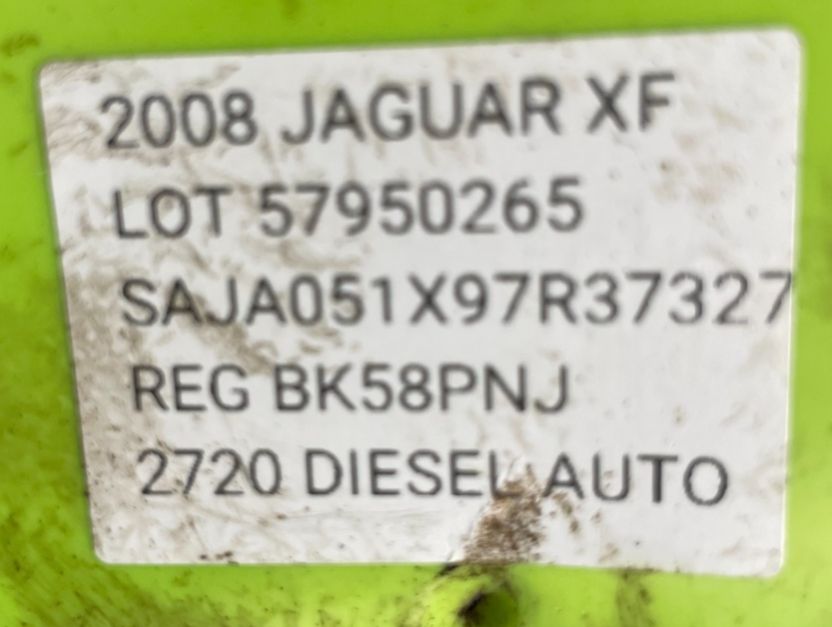 2008 JAGUAR XF
LOT 57950265
SAJA051X97R37327
REG BK58PNJ
2720 DIESEL AUTO